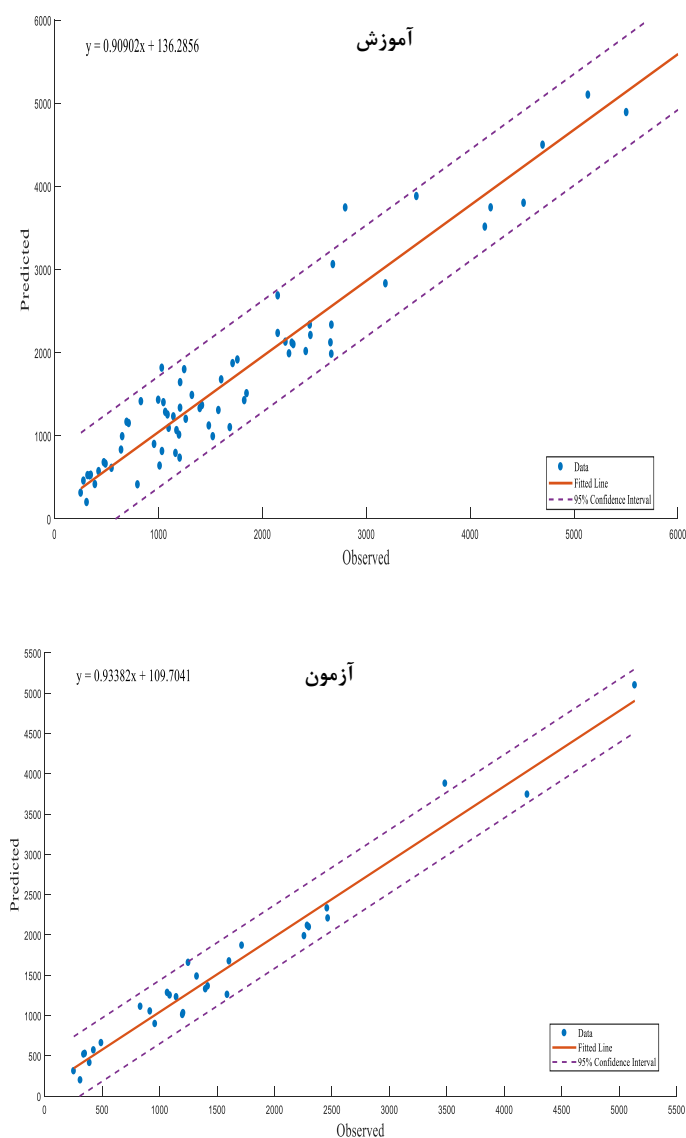 6000
y = 0.90902x + 136.2856
آموزش
5000
4000
3000
Predicted
2000
1000
0
Data
Fitted Line
95% Confidence Interval
0 1000 2000 3000 4000 5000 6000
Observed
5500
y = 0.93382x + 109.7041
آزمون
5000
4500
4000
3500
3000
Predicted
2500
2000
1500
1000
500
0
Data
Fitted Line
95% Confidence Interval
0 500 1000 1500 2000 2500 3000 3500 4000 4500 5000 5500
Observed